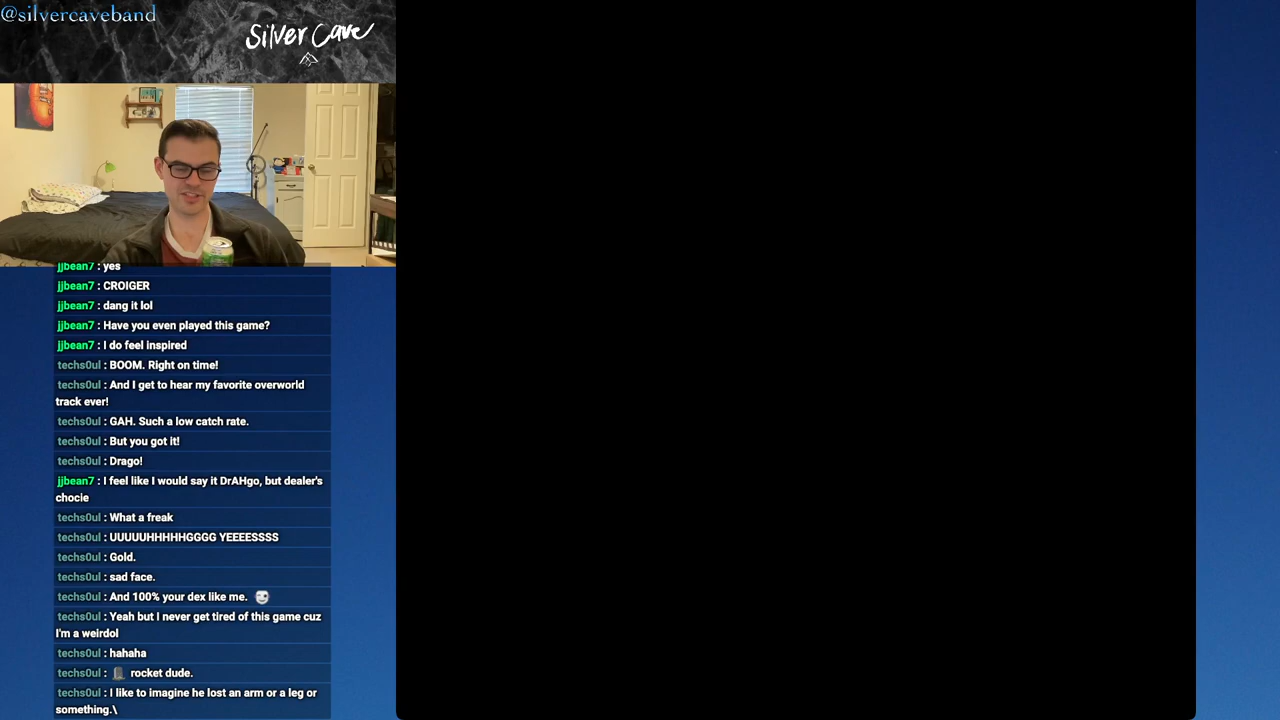 @silvercaveband
Silver Cave
jjbean7 : yes
jjbean7 : CROIGER
jjbean7 : dang it lol
jjbean7 : Have you even played this game?
jjbean7 : I do feel inspired
techs0ul : BOOM. Right on time!
techs0ul : And I get to hear my favorite overworld
track ever!
techs0ul : GAH. Such a low catch rate.
techs0ul : But you got it!
techs0ul : Drago!
jjbean7 : I feel like I would say it DrAHgo, but dealer's
chocie
techs0ul : What a freak
techs0ul : UUUUUHHHHHGGGG YEEEESSSS
techs0ul : Gold.
techs0ul : sad face.
techs0ul : And 100% your dex like me.
techs0ul : Yeah but I never get tired of this game cuz
I'm a weirdol
techs0ul : hahaha
techs0ul : rocket dude.
techs0ul : I like to imagine he lost an arm or a leg or
something.\